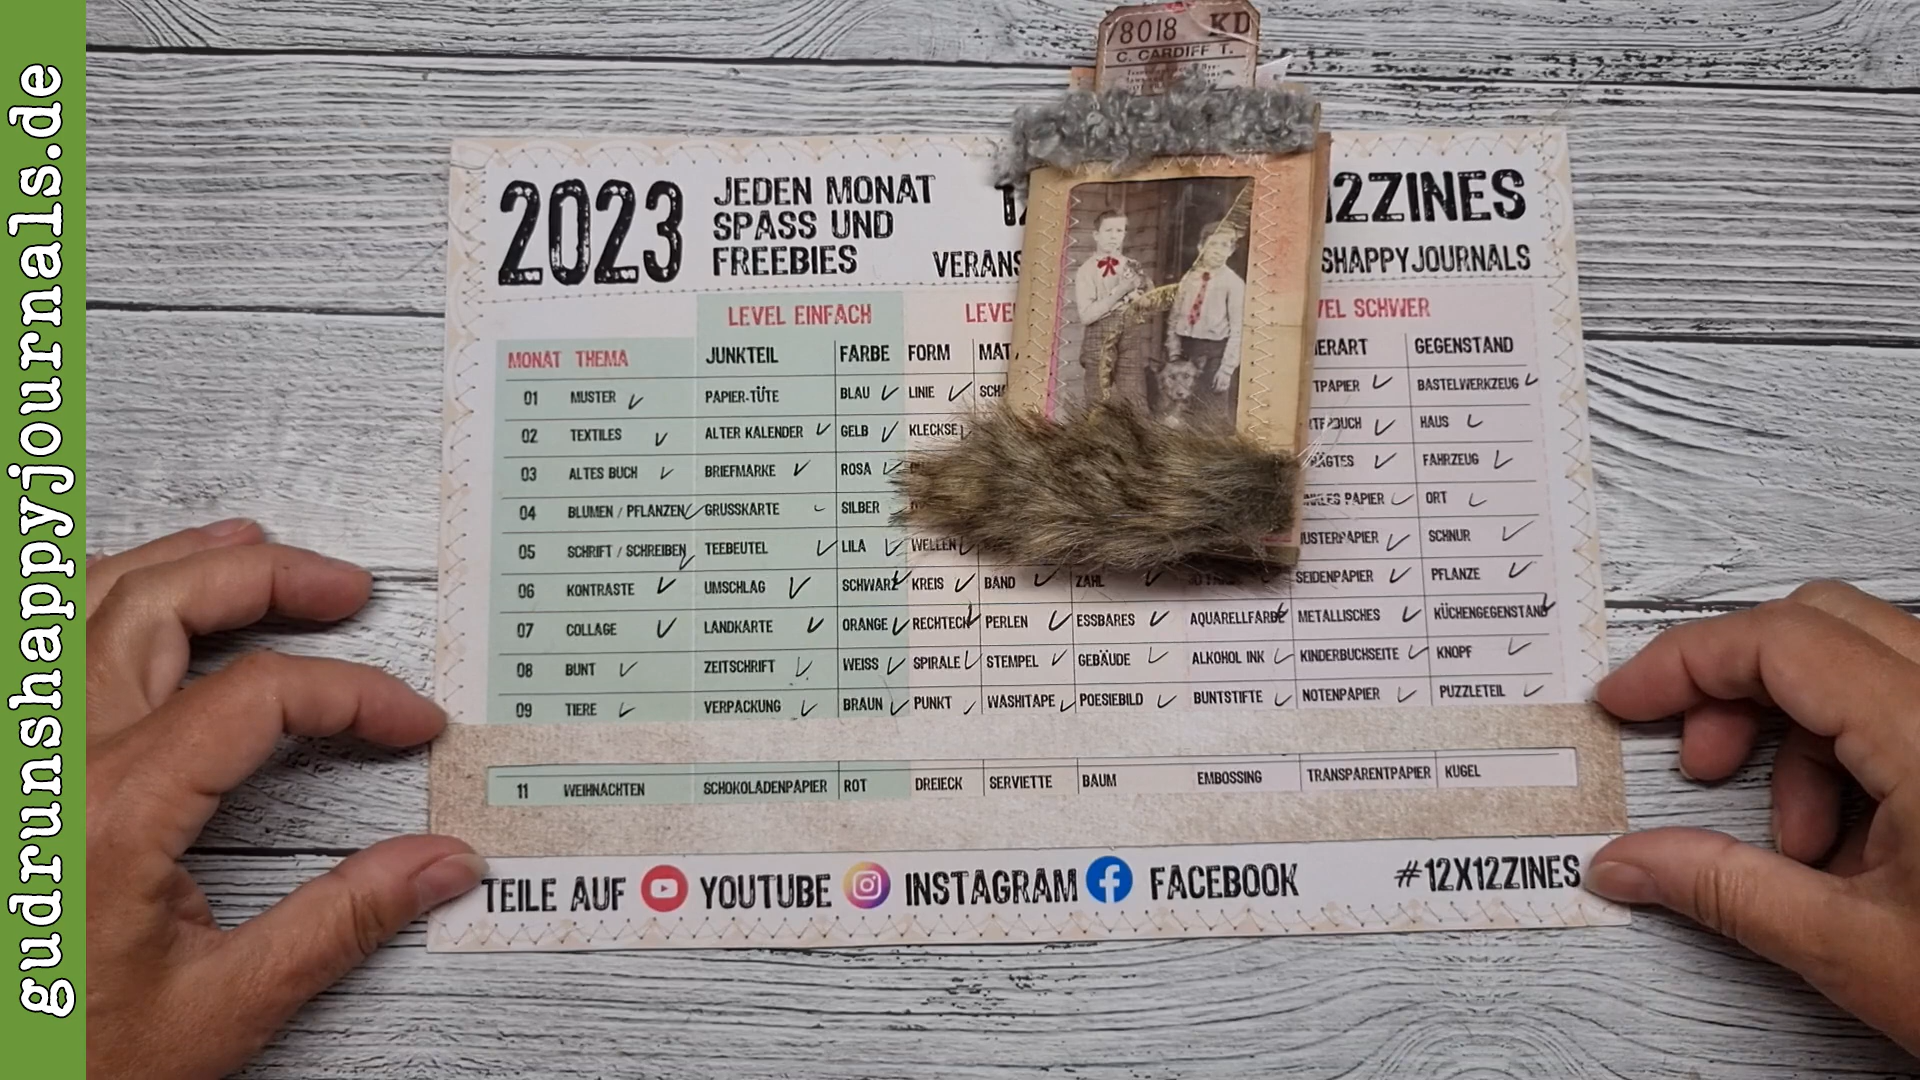 gudrunshappyjournals.de
78018 KD
C. CARDIFF T.
2023
JEDEN MONAT
SPASS UND
FREEBIES
12ZINES
SHAPPYJOURNALS
LEVEL EINFACH
SCHWER
MONAT THEMA JUNKTEIL FARBE FORM GEGENSTAND
01 MUSTER PAPIER-TÜTE BLAU LINIE BASTELWERKZEUG
02 TEXTILES ALTER KALENDER GELB KLECKSE HAUS
03 ALTES BUCH BRIEFMARKE ROSA FAHRZEUG
04 BLUMEN / PFLANZEN GRUSSKARTE SILBER PAPIER ORT
05 SCHRIFT / SCHREIBEN TEEBEUTEL LILA WELLEN USTERPAPIER SCHNUR
06 KONTRASTE UMSCHLAG SCHWARZ KREIS BAND ZAHL SEIDENPAPIER PFLANZE
07 COLLAGE LANDKARTE ORANGE RECHTECK PERLEN ESSBARES AQUARELLFARBE METALLISCHES KÜCHENGEGENSTAND
08 BUNT ZEITSCHRIFT WEISS SPIRALE STEMPEL GEBÄUDE ALKOHOL INK KINDERBUCHSEITE KNOPF
09 TIERE VERPACKUNG BRAUN PUNKT WASHITAPE POESIEBILD BUNTSTIFTE NOTENPAPIER PUZZLETEIL
11 WEIHNACHTEN SCHOKOLADENPAPIER ROT DREIECK SERVIETTE BAUM EMBOSSING TRANSPARENTPAPIER KUGEL
TEILE AUF YOUTUBE INSTAGRAM FACEBOOK #12X12ZINES